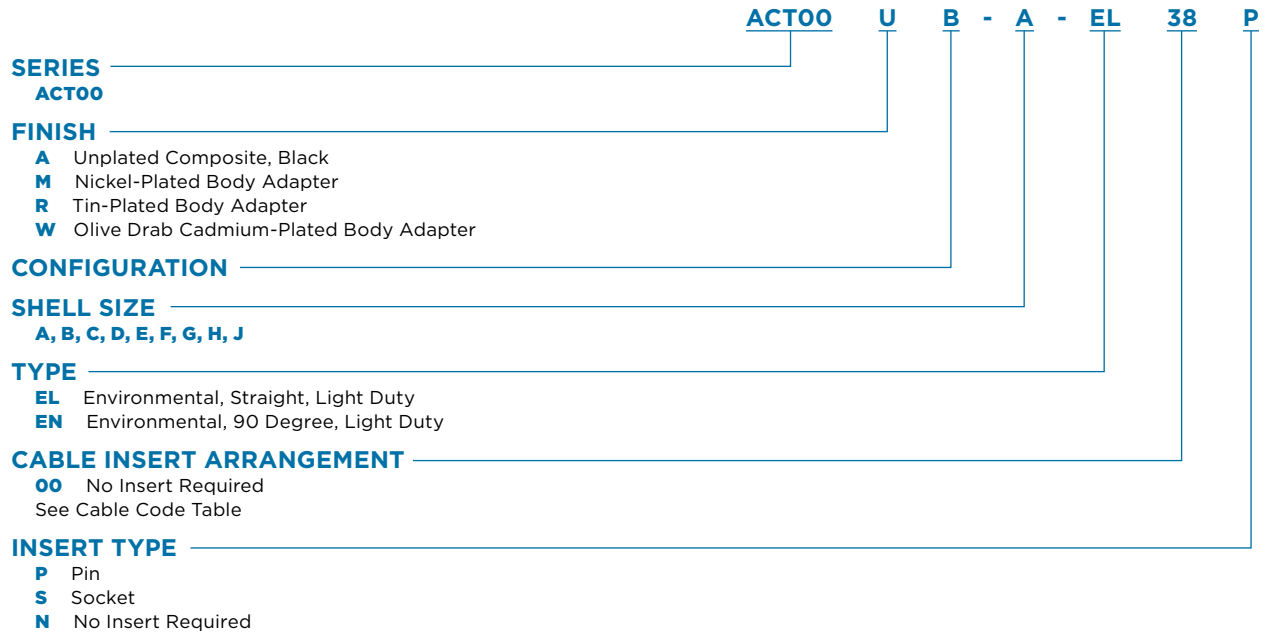 ACT00 U B - A - EL 38 P
SERIES
ACT00
FINISH
A Unplated Composite, Black
M Nickel-Plated Body Adapter
R Tin-Plated Body Adapter
W Olive Drab Cadmium-Plated Body Adapter
CONFIGURATION
SHELL SIZE
A, B, C, D, E, F, G, H, J
TYPE
EL Environmental, Straight, Light Duty
EN Environmental, 90 Degree, Light Duty
CABLE INSERT ARRANGEMENT
00 No Insert Required
See Cable Code Table
INSERT TYPE
P Pin
S Socket
N No Insert Required